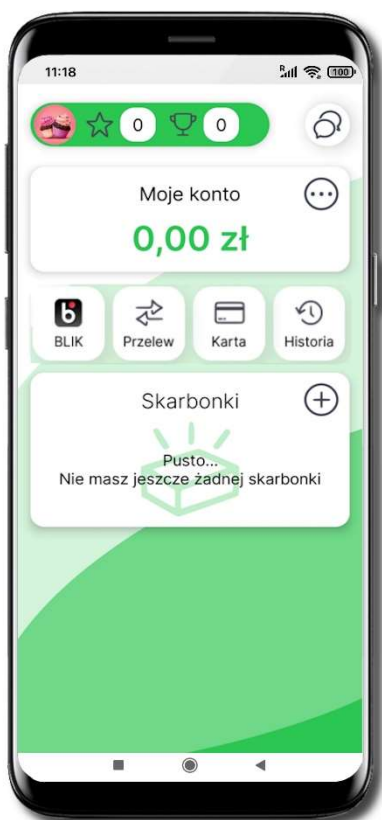 11:18
R
100
0
0
Moje konto
0,00 zł
BLIK
Przelew
Karta
Historia
Skarbonki
Pusto...
Nie masz jeszcze żadnej skarbonki